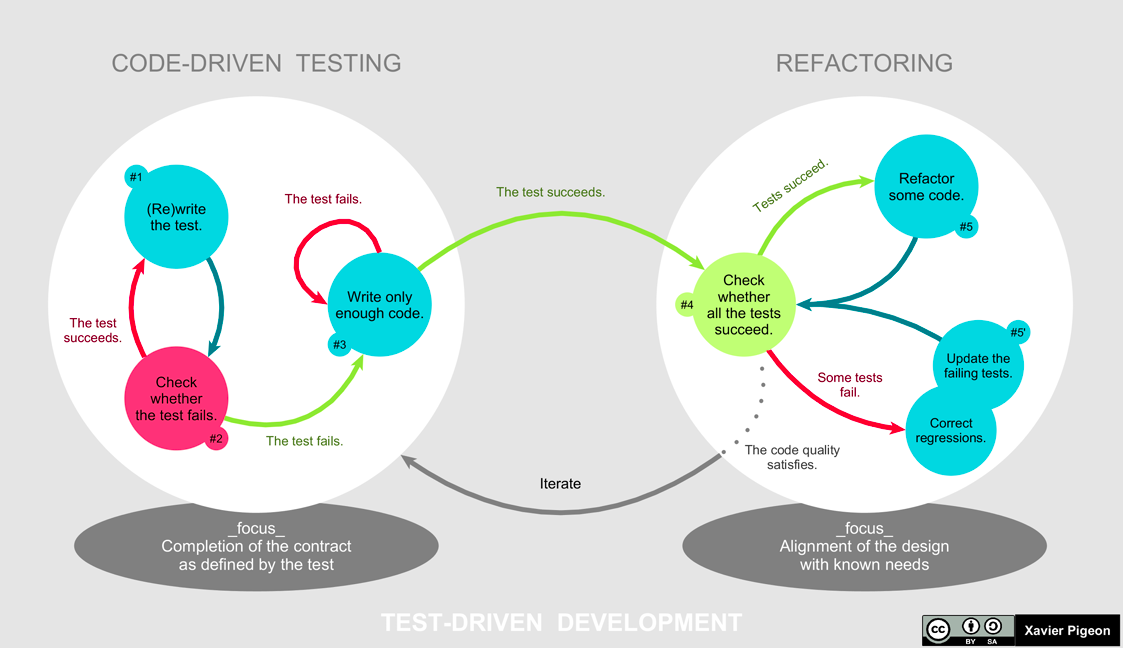 CODE-DRIVEN TESTING
#1
(Re)write
the test.
The test
succeeds.
Check
whether
the test fails.
#2
The test fails.
The test fails.
Write only
enough code.
#3
The test succeeds.
REFACTORING
#4
Check
whether
all the tests
succeed.
Tests succeed.
Refactor
some code.
#5
#5'
Update the
failing tests.
Correct
regressions.
Some tests
fail.
The code quality
satisfies.
Iterate
_focus_
Completion of the contract
as defined by the test
_focus_
Alignment of the design
with known needs
TEST-DRIVEN DEVELOPMENT
cc
BY SA
Xavier Pigeon